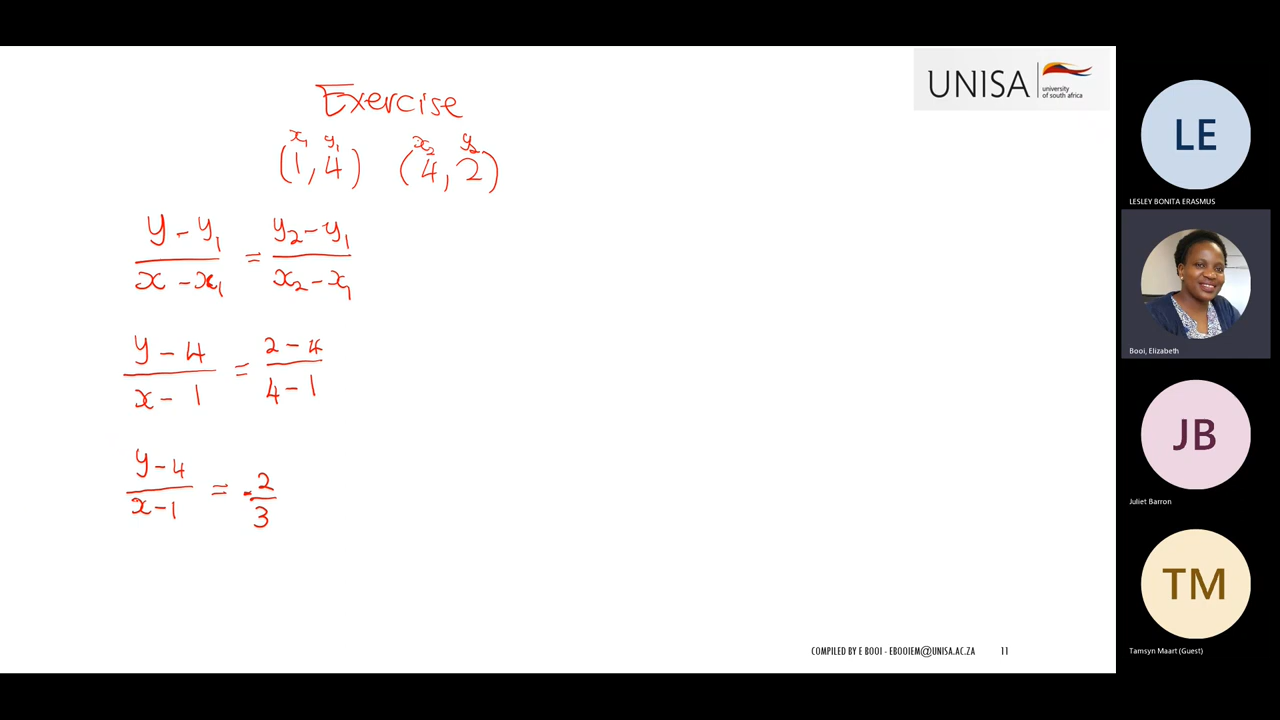 UNISA
university
of south africa
Exercise
x₁ y₁ x₂ y₂
(1, 4) (4, 2)
y - y₁ / x - x₁ = y₂ - y₁ / x₂ - x₁
y - 4 / x - 1 = 2 - 4 / 4 - 1
y - 4 / x - 1 = -2 / 3
COMPILED BY E BOOI - EBOOIEM@UNISA.AC.ZA 11
LE
LESLEY BONITA ERASMUS
Booi, Elizabeth
JB
Juliet Barron
TM
Tamsyn Maart (Guest)